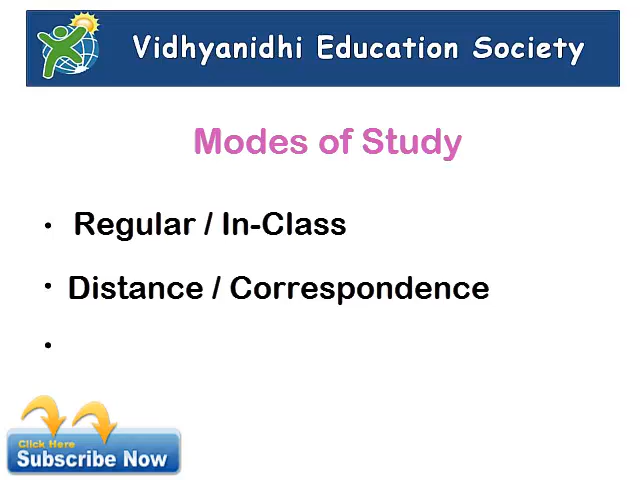 Vidhyanidhi Education Society
Modes of Study
• Regular / In-Class
• Distance / Correspondence
•
Click Here
Subscribe Now